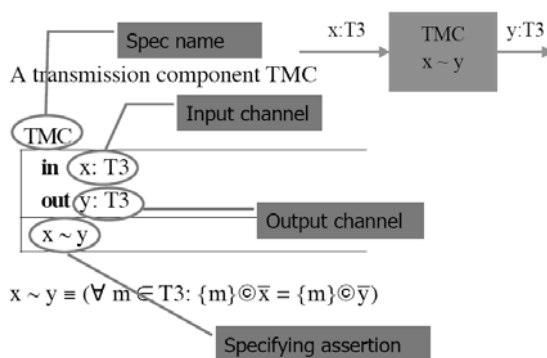 Spec name
x:T3
TMC
x ~ y
y:T3
A transmission component TMC
Input channel
TMC
in x: T3
out y: T3
Output channel
x ~ y
x ~ y ≡ (∀ m ∈ T3: {m}©x̅ = {m}©y̅)
Specifying assertion